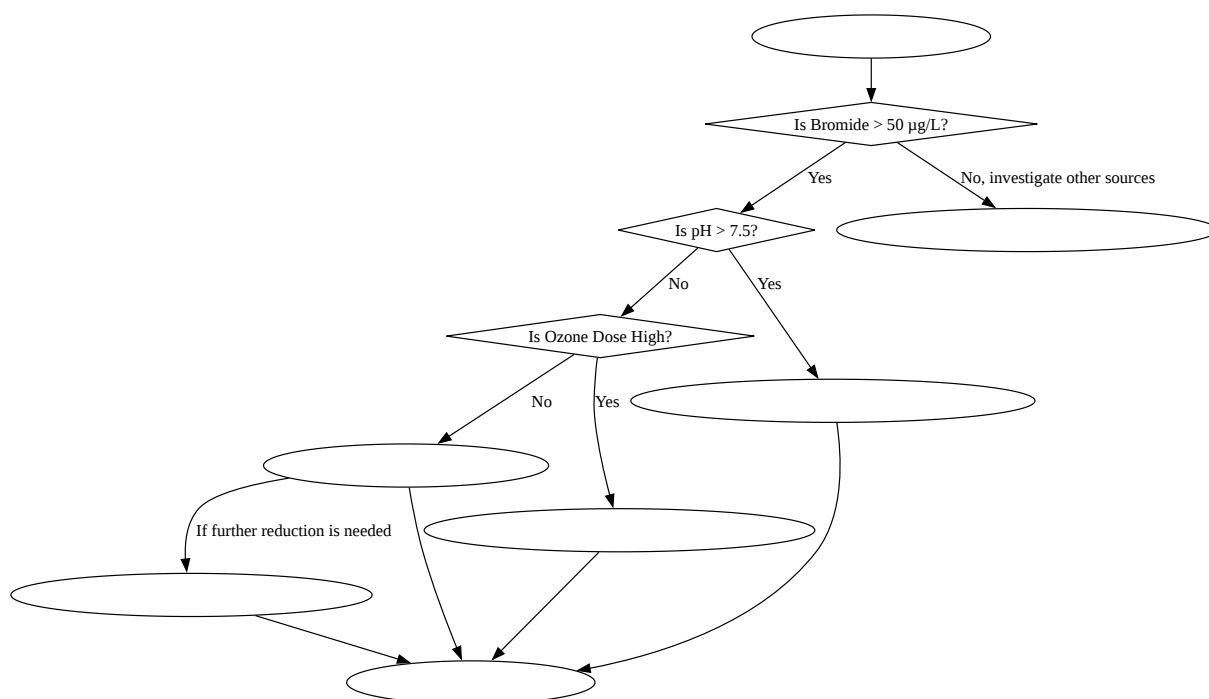 Is Bromide > 50 µg/L?
Yes
No, investigate other sources
Is pH > 7.5?
No
Yes
Is Ozone Dose High?
No
Yes
If further reduction is needed